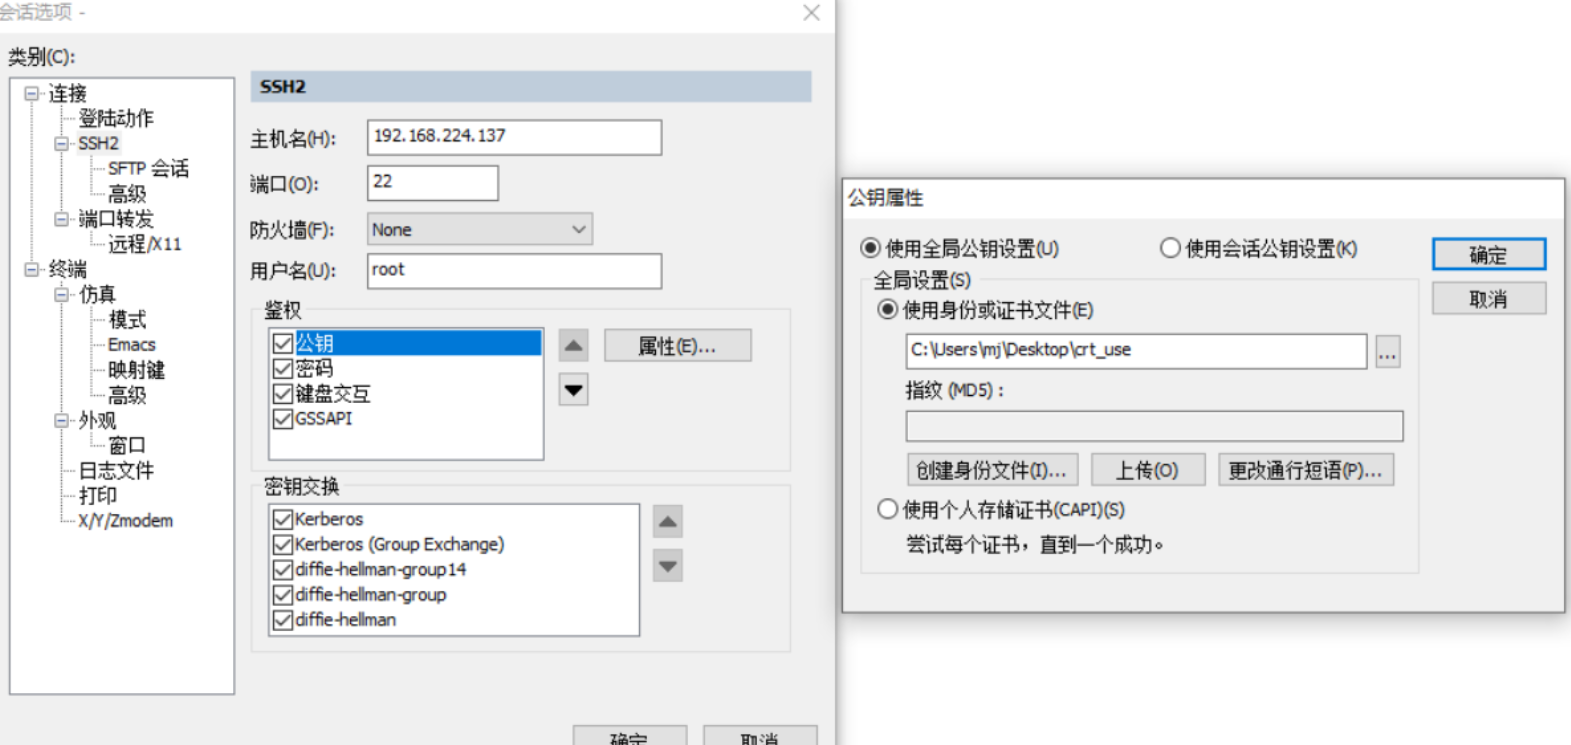 会话选项 -
类别(C):
连接
登陆动作
SSH2
SFTP 会话
高级
端口转发
远程/X11
终端
仿真
模式
Emacs
映射键
高级
外观
窗口
日志文件
打印
X/Y/Zmodem
SSH2
主机名(H):
192.168.224.137
端口(O):
22
防火墙(F):
None
用户名(U):
root
鉴权
公钥
密码
键盘交互
GSSAPI
属性(E)...
密钥交换
Kerberos
Kerberos (Group Exchange)
diffie-hellman-group14
diffie-hellman-group
diffie-hellman
确定
取消
公钥属性
使用全局公钥设置(U)
使用会话公钥设置(K)
确定
取消
全局设置(S)
使用身份或证书文件(E)
C:\Users\mj\Desktop\crt_use
...
指纹 (MD5) :
创建身份文件(I)...
上传(O)
更改通行短语(P)...
使用个人存储证书(CAPI)(S)
尝试每个证书，直到一个成功。